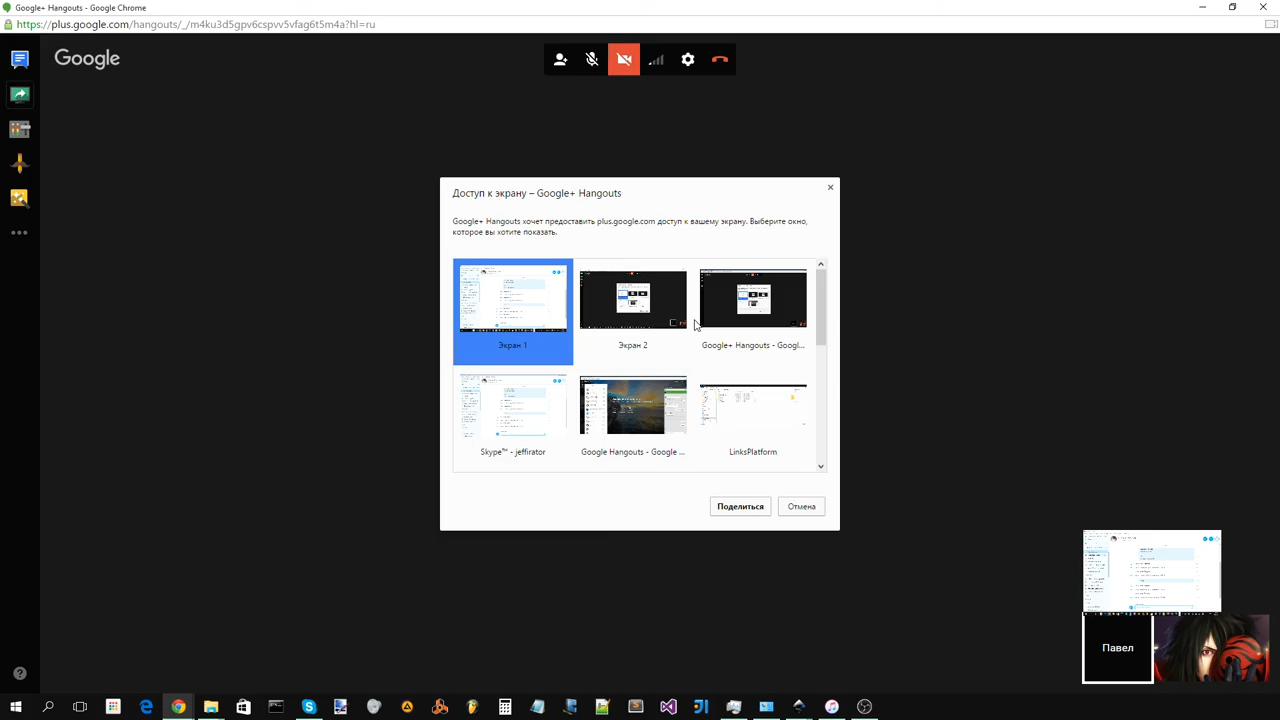 Google+ Hangouts - Google Chrome
https://plus.google.com/hangouts/_/m4ku3d5gpv6cspvv5vfag6t5m4a?hl=ru
Google
Доступ к экрану – Google+ Hangouts
Google+ Hangouts хочет предоставить plus.google.com доступ к вашему экрану. Выберите окно,
которое вы хотите показать.
Экран 1
Экран 2
Google+ Hangouts - Googl...
Skype™ - jeffirator
Google Hangouts - Google ...
LinksPlatform
Поделиться
Отмена
Павел